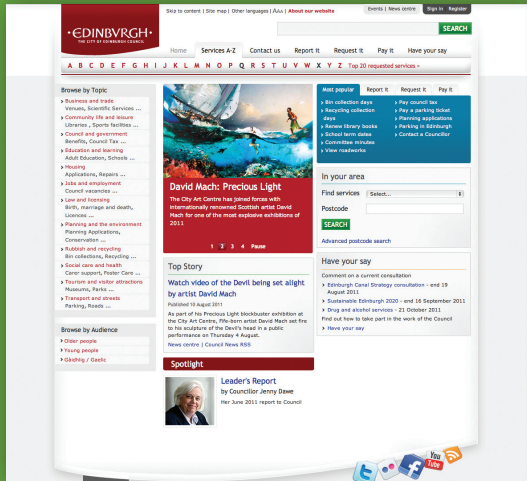 Skip to content | Site map | Other languages | AAA | About our website
Events | News centre
Sign in Register
·EDINBVRGH·
THE CITY OF EDINBURGH COUNCIL
SEARCH
Home Services A-Z Contact us Report it Request it Pay it Have your say
A B C D E F G H I J K L M N O P Q R S T U V W X Y Z Top 20 requested services »
Browse by Topic
Business and trade
Venues, Scientific Services ...
Community life and leisure
Libraries , Sports facilities ...
Council and government
Benefits, Council Tax ...
Education and learning
Adult Education, Schools ...
Housing
Applications, Repairs ...
Jobs and employment
Council vacancies ...
Law and licensing
Birth, marriage and death,
Licences ...
Planning and the environment
Planning Applications,
Conservation ...
Rubbish and recycling
Bin collections, Recycling ...
Social care and health
Carer support, Foster Care ...
Tourism and visitor attractions
Museums, Parks ...
Transport and streets
Parking, Roads ...
Browse by Audience
Older people
Young people
Gàidhlig / Gaelic
David Mach: Precious Light
The City Art Centre has joined forces with
internationally renowned Scottish artist David
Mach for one of the most explosive exhibitions of
2011
1 2 3 4 Pause
Top Story
Watch video of the Devil being set alight
by artist David Mach
Published 10 August 2011
As part of his Precious Light blockbuster exhibition at
the City Art Centre, Fife-born artist David Mach set fire
to his sculpture of the Devil's head in a public
performance on Thursday 4 August.
News centre | Council News RSS
Spotlight
Leader's Report
by Councillor Jenny Dawe
Her June 2011 report to Council
Most popular Report it Request it Pay it
Bin collection days
Recycling collection
days
Renew library books
School term dates
Committee minutes
View roadworks
Pay council tax
Pay a parking ticket
Planning applications
Parking in Edinburgh
Contact a Councillor
In your area
Find services Select...
Postcode
SEARCH
Advanced postcode search
Have your say
Comment on a current consultation
Edinburgh Canal Strategy consultation - end 19
August 2011
Sustainable Edinburgh 2020 - end 16 September 2011
Drug and alcohol services - 21 October 2011
Find out how to take part in the work of the Council
Have your say
You
Tube